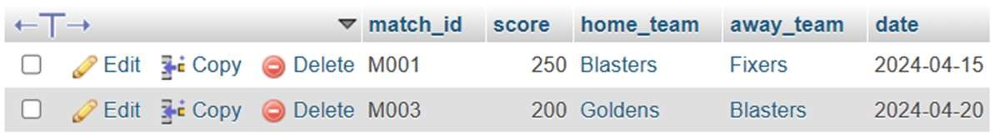 match_id score home_team away_team date
Edit Copy Delete M001 250 Blasters Fixers 2024-04-15
Edit Copy Delete M003 200 Goldens Blasters 2024-04-20